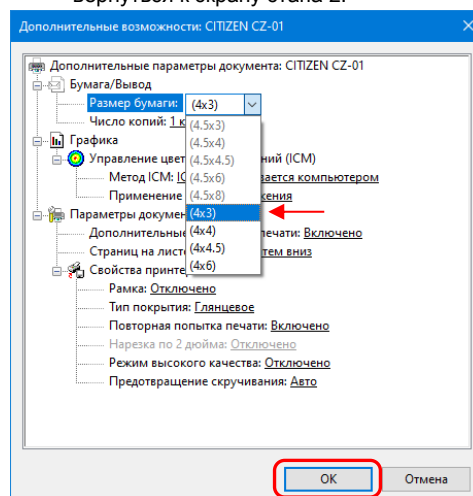 вернуться к экрану этапа 2.
Дополнительные возможности: CITIZEN CZ-01
Дополнительные параметры документа: CITIZEN CZ-01
Бумага/Вывод
Размер бумаги: (4x3)
Число копий: 1 к
(4.5x3)
(4.5x4)
(4.5x4.5)
(4.5x6)
(4.5x8)
(4x3)
(4x4)
(4x4.5)
(4x6)
Графика
Управление цвет ний (ICM)
Метод ICM: IC вается компьютером
Применение жения
Параметры докумен
Дополнительны ечати: Включено
Страниц на лист тем вниз
Свойства принте
Рамка: Отключено
Тип покрытия: Глянцевое
Повторная попытка печати: Включено
Нарезка по 2 дюйма: Отключено
Режим высокого качества: Отключено
Предотвращение скручивания: Авто
ОК
Отмена